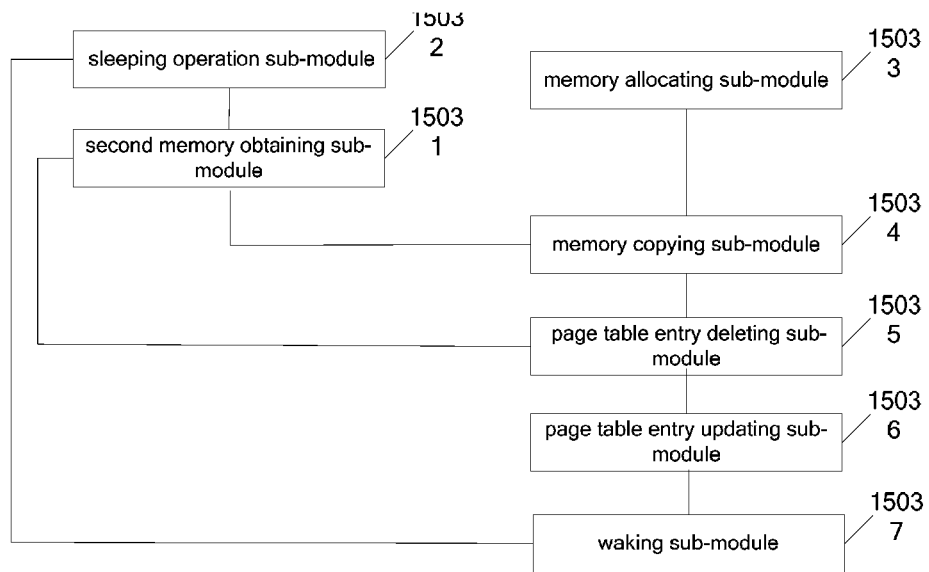 1503
2
sleeping operation sub-module
1503
3
memory allocating sub-module
1503
1
second memory obtaining sub-
module
1503
4
memory copying sub-module
1503
5
page table entry deleting sub-
module
1503
6
page table entry updating sub-
module
1503
7
waking sub-module